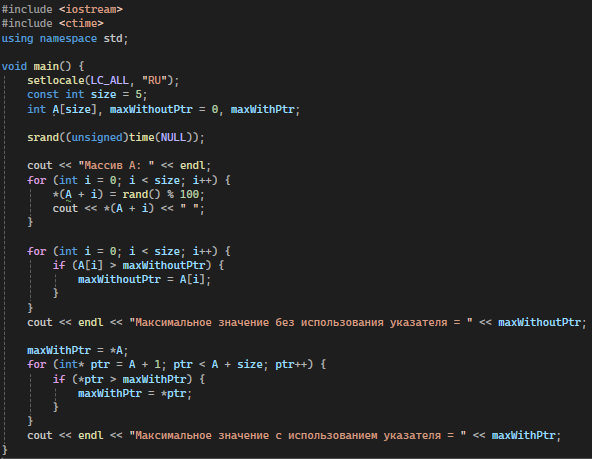 #include <iostream>
#include <ctime>
using namespace std;

void main() {
    setlocale(LC_ALL, "RU");
    const int size = 5;
    int A[size], maxWithoutPtr = 0, maxWithPtr;

    srand((unsigned)time(NULL));

    cout << "Массив A: " << endl;
    for (int i = 0; i < size; i++) {
        *(A + i) = rand() % 100;
        cout << *(A + i) << " ";
    }

    for (int i = 0; i < size; i++) {
        if (A[i] > maxWithoutPtr) {
            maxWithoutPtr = A[i];
        }
    }
    cout << endl << "Максимальное значение без использования указателя = " << maxWithoutPtr;

    maxWithPtr = *A;
    for (int* ptr = A + 1; ptr < A + size; ptr++) {
        if (*ptr > maxWithPtr) {
            maxWithPtr = *ptr;
        }
    }
    cout << endl << "Максимальное значение с использованием указателя = " << maxWithPtr;
}